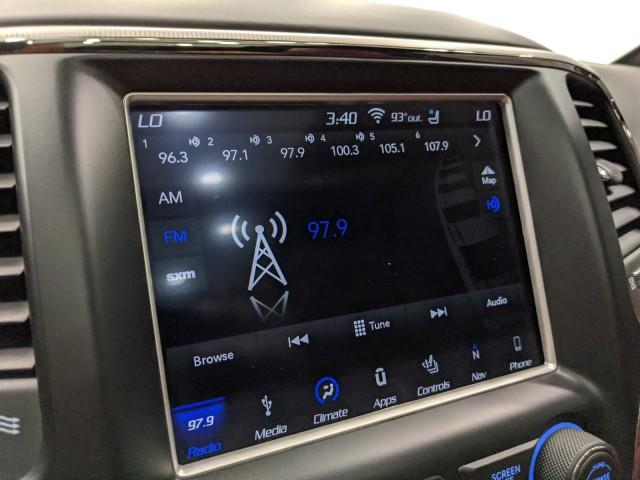 LO 3:40 93°out. LO
1 96.3 2 97.1 3 97.9 4 100.3 5 105.1 6 107.9
Map
AM
FM 97.9
sxm
Browse Tune Audio
97.9 Radio Media Climate Apps Controls N Nav Phone
SCREEN
TUNE